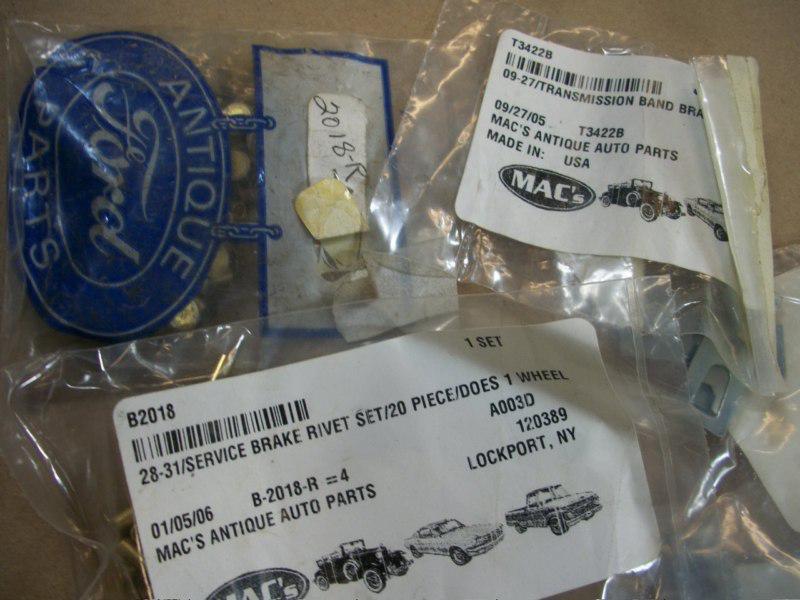 ANTIQUE
Ford
PARTS
2018-R
T3422B
09-27/TRANSMISSION BAND BRA
09/27/05 T3422B
MAC'S ANTIQUE AUTO PARTS
MADE IN: USA
MAC's
1 SET
B2018
28-31/SERVICE BRAKE RIVET SET/20 PIECE/DOES 1 WHEEL
A003D
120389
B-2018-R =4
LOCKPORT, NY
01/05/06
MAC'S ANTIQUE AUTO PARTS
MAC's